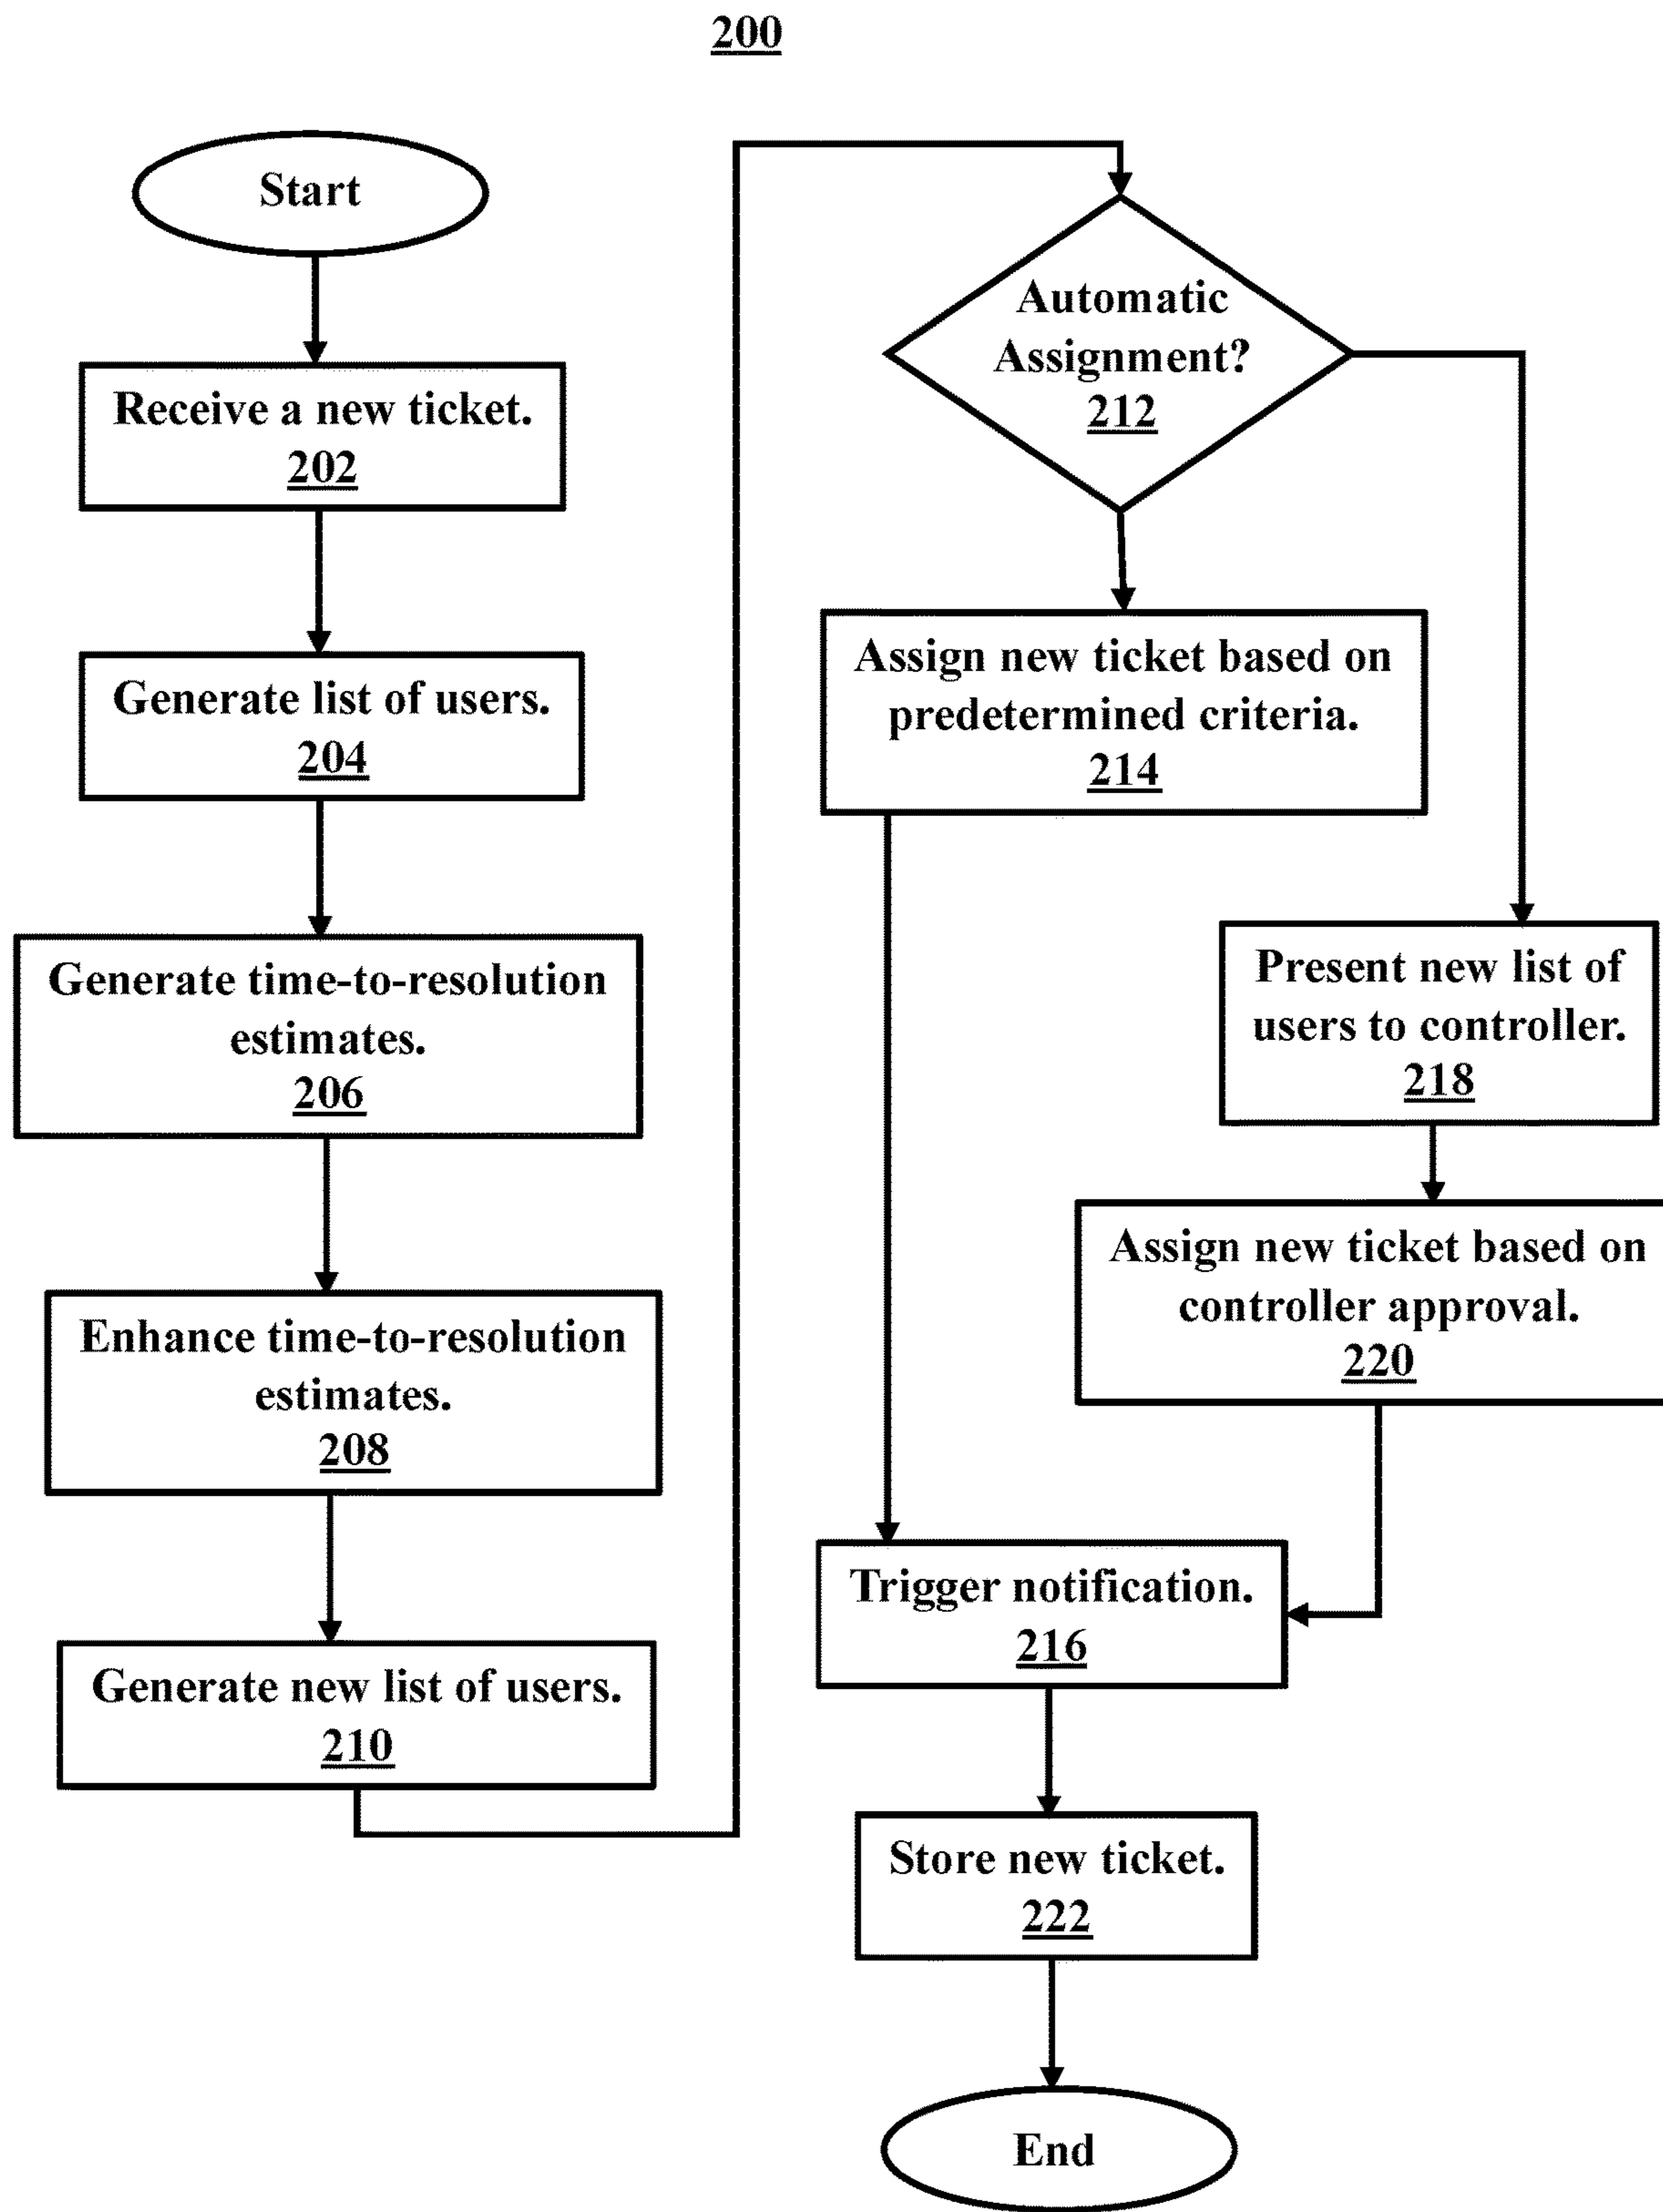 200
Start
Receive a new ticket.
202
Generate list of users.
204
Generate time-to-resolution
estimates.
206
Enhance time-to-resolution
estimates.
208
Generate new list of users.
210
Automatic
Assignment?
212
Assign new ticket based on
predetermined criteria.
214
Present new list of
users to controller.
218
Assign new ticket based on
controller approval.
220
Trigger notification.
216
Store new ticket.
222
End